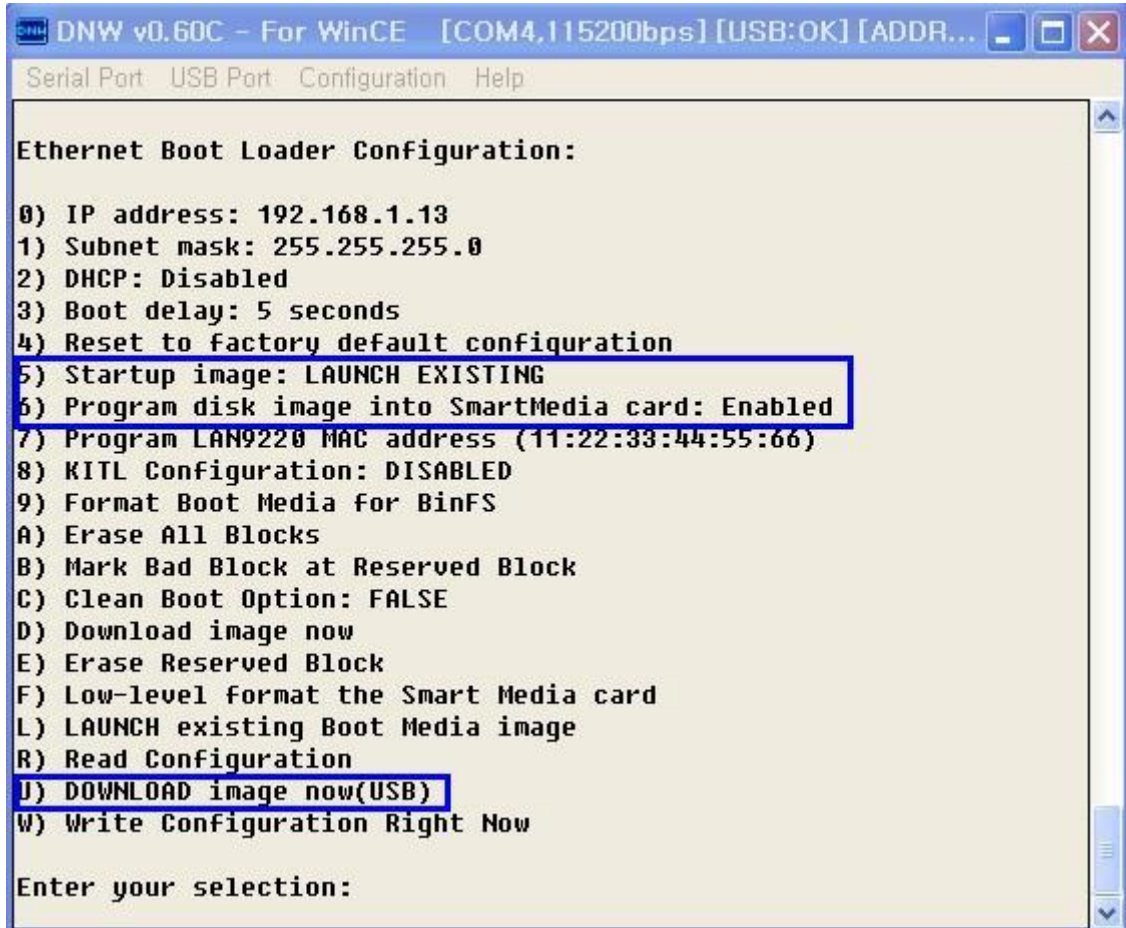 DNW v0.60C - For WinCE [COM4,115200bps][USB:OK][ADDR...
Serial Port USB Port Configuration Help
Ethernet Boot Loader Configuration:
0) IP address: 192.168.1.13
1) Subnet mask: 255.255.255.0
2) DHCP: Disabled
3) Boot delay: 5 seconds
4) Reset to factory default configuration
5) Startup image: LAUNCH EXISTING
6) Program disk image into SmartMedia card: Enabled
7) Program LAN9220 MAC address (11:22:33:44:55:66)
8) KITL Configuration: DISABLED
9) Format Boot Media for BinFS
A) Erase All Blocks
B) Mark Bad Block at Reserved Block
C) Clean Boot Option: FALSE
D) Download image now
E) Erase Reserved Block
F) Low-level format the Smart Media card
L) LAUNCH existing Boot Media image
R) Read Configuration
U) DOWNLOAD image now(USB)
W) Write Configuration Right Now
Enter your selection: